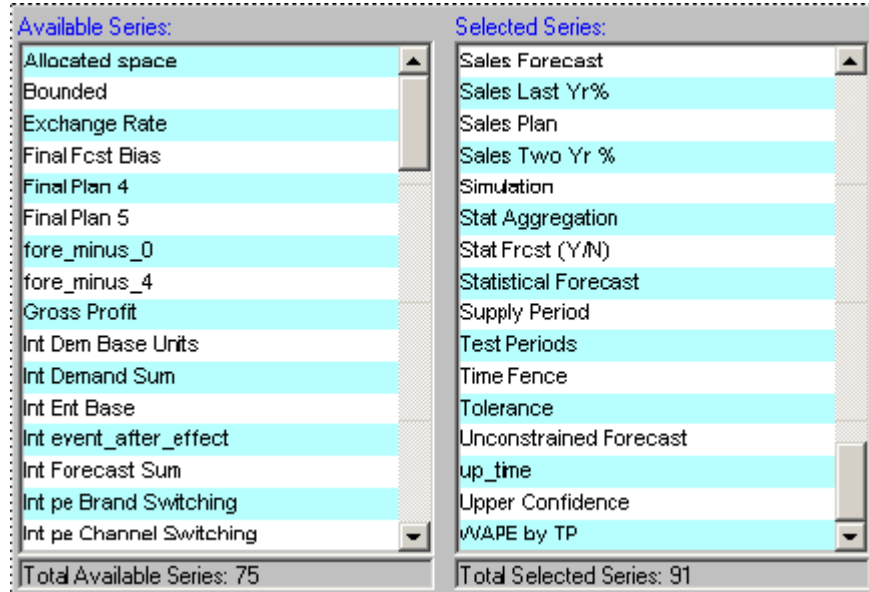 Available Series:
Allocated space
Bounded
Exchange Rate
Final Fcst Bias
Final Plan 4
Final Plan 5
fore_minus_0
fore_minus_4
Gross Profit
Int Dem Base Units
Int Demand Sum
Int Ent Base
Int event_after_effect
Int Forecast Sum
Int pe Brand Switching
Int pe Channel Switching
Total Available Series: 75
Selected Series:
Sales Forecast
Sales Last Yr%
Sales Plan
Sales Two Yr %
Simulation
Stat Aggregation
Stat Frcst (Y/N)
Statistical Forecast
Supply Period
Test Periods
Time Fence
Tolerance
Unconstrained Forecast
up_time
Upper Confidence
WAPE by TP
Total Selected Series: 91